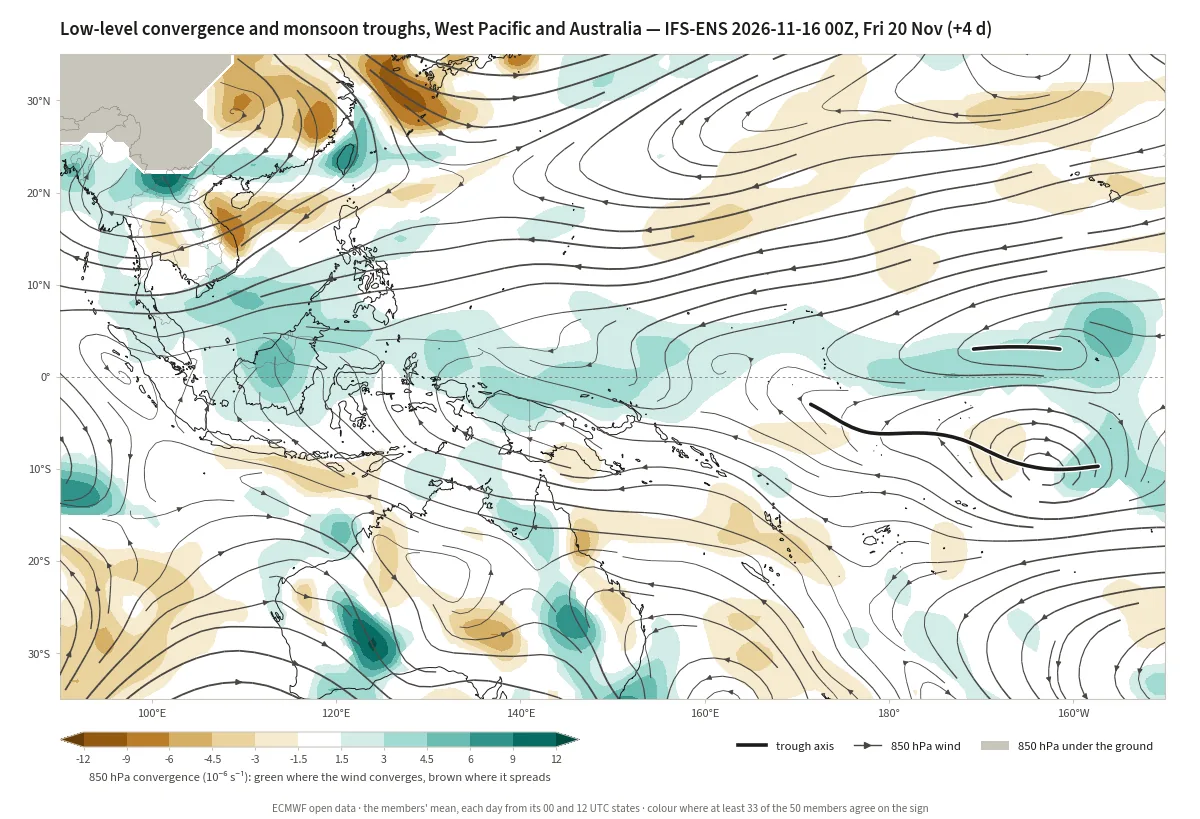 Low-level convergence and monsoon troughs, West Pacific and Australia — IFS-ENS 2026-11-16 00Z, Fri 20 Nov (+4 d)
30°N
20°N
10°N
0°
10°S
20°S
30°S
100°E
120°E
140°E
160°E
180°
160°W
-12
-9
-6
-4.5
-3
-1.5
1.5
3
4.5
6
9
12
850 hPa convergence (10⁻⁶ s⁻¹): green where the wind converges, brown where it spreads
trough axis
850 hPa wind
850 hPa under the ground
ECMWF open data · the members' mean, each day from its 00 and 12 UTC states · colour where at least 33 of the 50 members agree on the sign